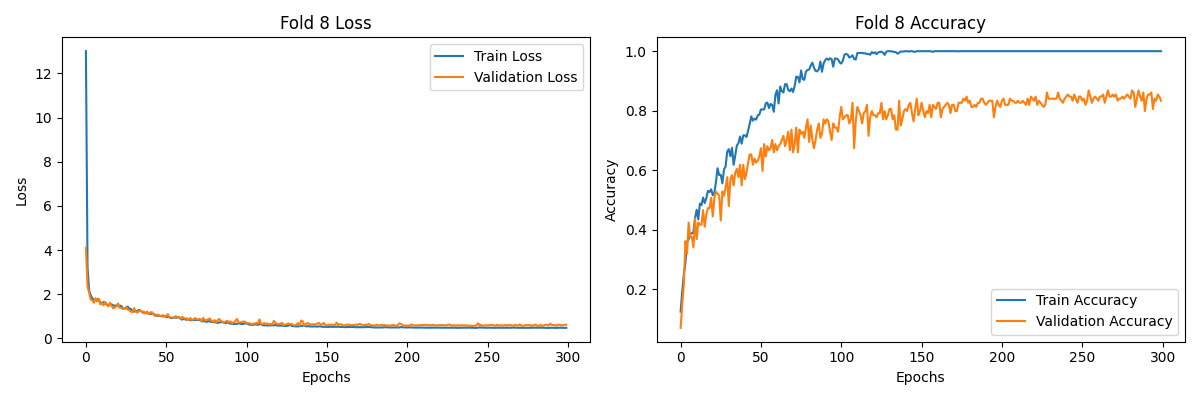 Fold 8 Loss
Train Loss
Validation Loss
12
10
8
6
4
2
0
Loss
0
50
100
150
200
250
300
Epochs
Fold 8 Accuracy
1.0
0.8
0.6
0.4
0.2
Accuracy
Train Accuracy
Validation Accuracy
0
50
100
150
200
250
300
Epochs